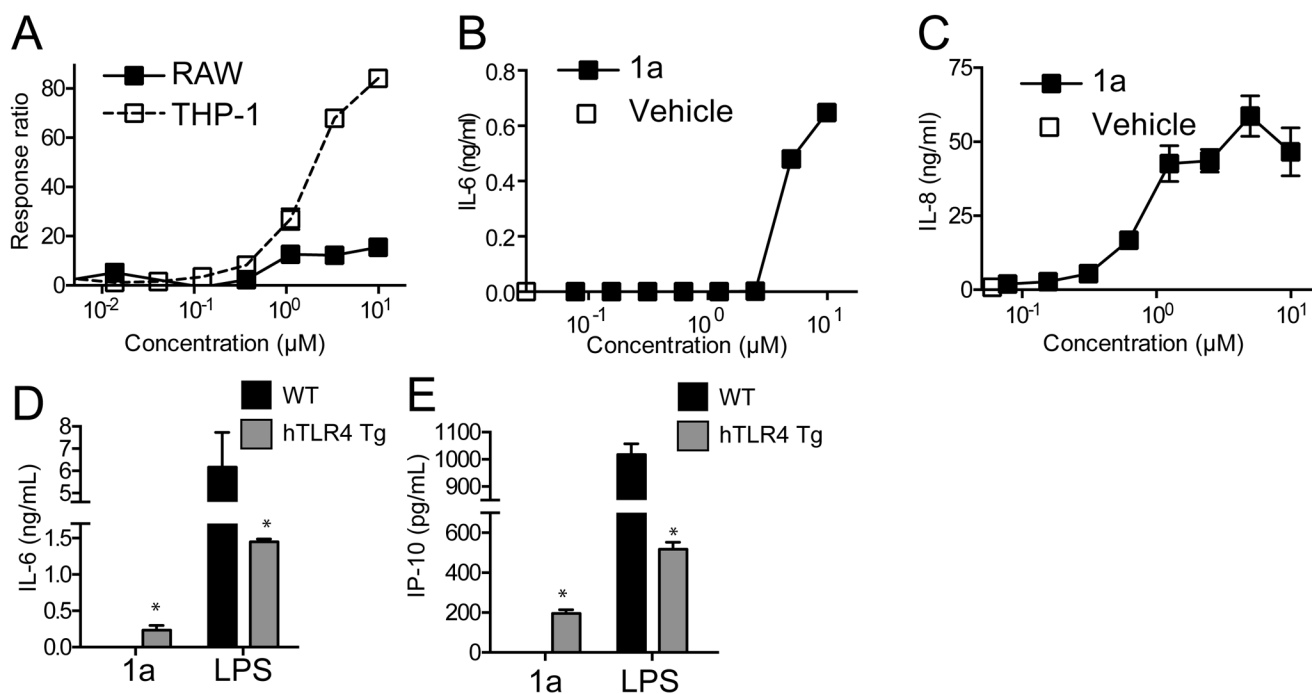 A
RAW
THP-1
Response ratio
80
60
40
20
0
10⁻² 10⁻¹ 10⁰ 10¹
Concentration (µM)
B
1a
Vehicle
IL-6 (ng/ml)
0.8
0.6
0.4
0.2
0.0
10⁻¹ 10⁰ 10¹
Concentration (µM)
C
1a
Vehicle
IL-8 (ng/ml)
75
50
25
0
10⁻¹ 10⁰ 10¹
Concentration (µM)
D
WT
hTLR4 Tg
IL-6 (ng/mL)
8
7
6
5
1.5
1.0
0.5
0.0
*
*
1a LPS
E
WT
hTLR4 Tg
IP-10 (pg/mL)
1100
1000
900
600
400
200
0
*
*
1a LPS